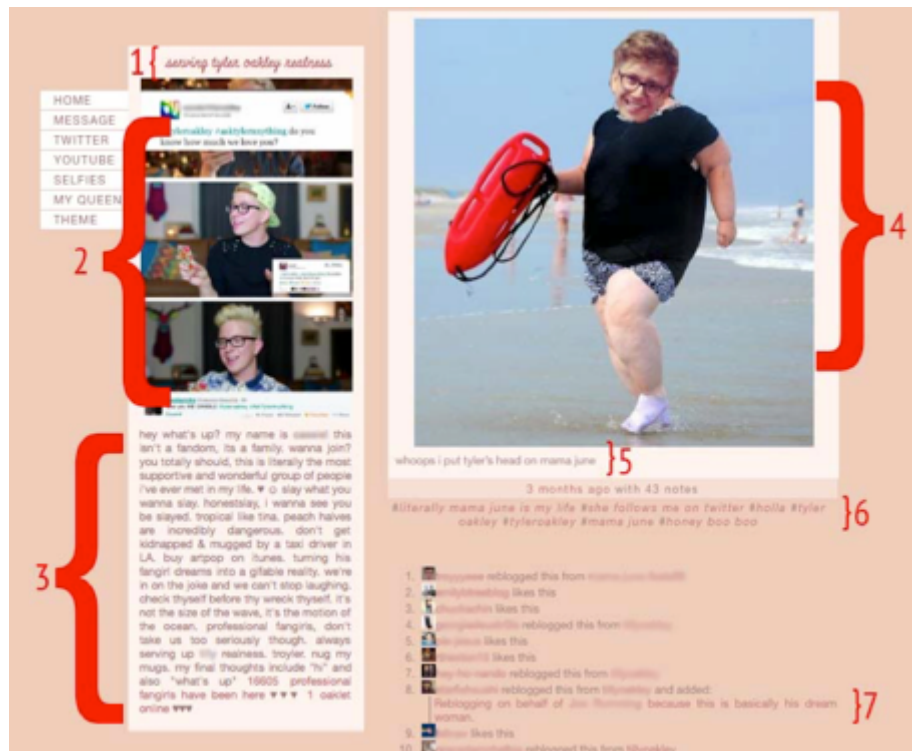 1
serving tyler oakley realness
HOME
MESSAGE
TWITTER
YOUTUBE
SELFIES
MY QUEEN
THEME
Follow
#asktyleranything do you
know how much we love you?
2
hey what's up? my name is this
isn't a fandom, its a family. wanna join?
you totally should, this is literally the most
supportive and wonderful group of people
i've ever met in my life. ♥ ☺ slay what you
wanna slay. honestslay, i wanna see you
be slayed. tropical like tina. peach halves
are incredibly dangerous. don't get
kidnapped & mugged by a taxi driver in
LA. buy artpop on itunes. turning his
fangirl dreams into a gifable reality. we're
in on the joke and we can't stop laughing.
check thyself before thy wreck thyself. it's
not the size of the wave, it's the motion of
the ocean. professional fangirls, don't
take us too seriously though. always
serving up realness. troyler. nug my
mugs. my final thoughts include "hi" and
also "what's up" 16605 professional
fangirls have been here ♥ ♥ ♥ 1 oaklet
online ♥♥♥
3
4
whoops i put tyler's head on mama june
5
3 months ago with 43 notes
#literally mama june is my life #she follows me on twitter #holla #tyler
oakley #tyleroakley #mama june #honey boo boo
6
1. reblogged this from
2. likes this
3. likes this
4. reblogged this from
5. likes this
6. likes this
7. reblogged this from
8. reblogged this from and added:
Reblogging on behalf of because this is basically his dream
woman.
7
9. likes this
10. reblogged this from